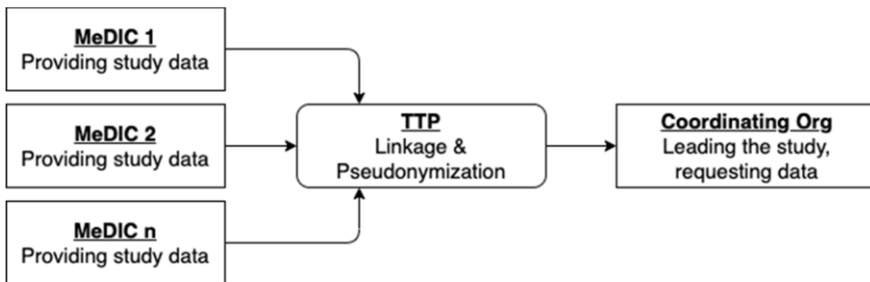 MeDIC 1
Providing study data
MeDIC 2
Providing study data
MeDIC n
Providing study data
TTP
Linkage &
Pseudonymization
Coordinating Org
Leading the study,
requesting data